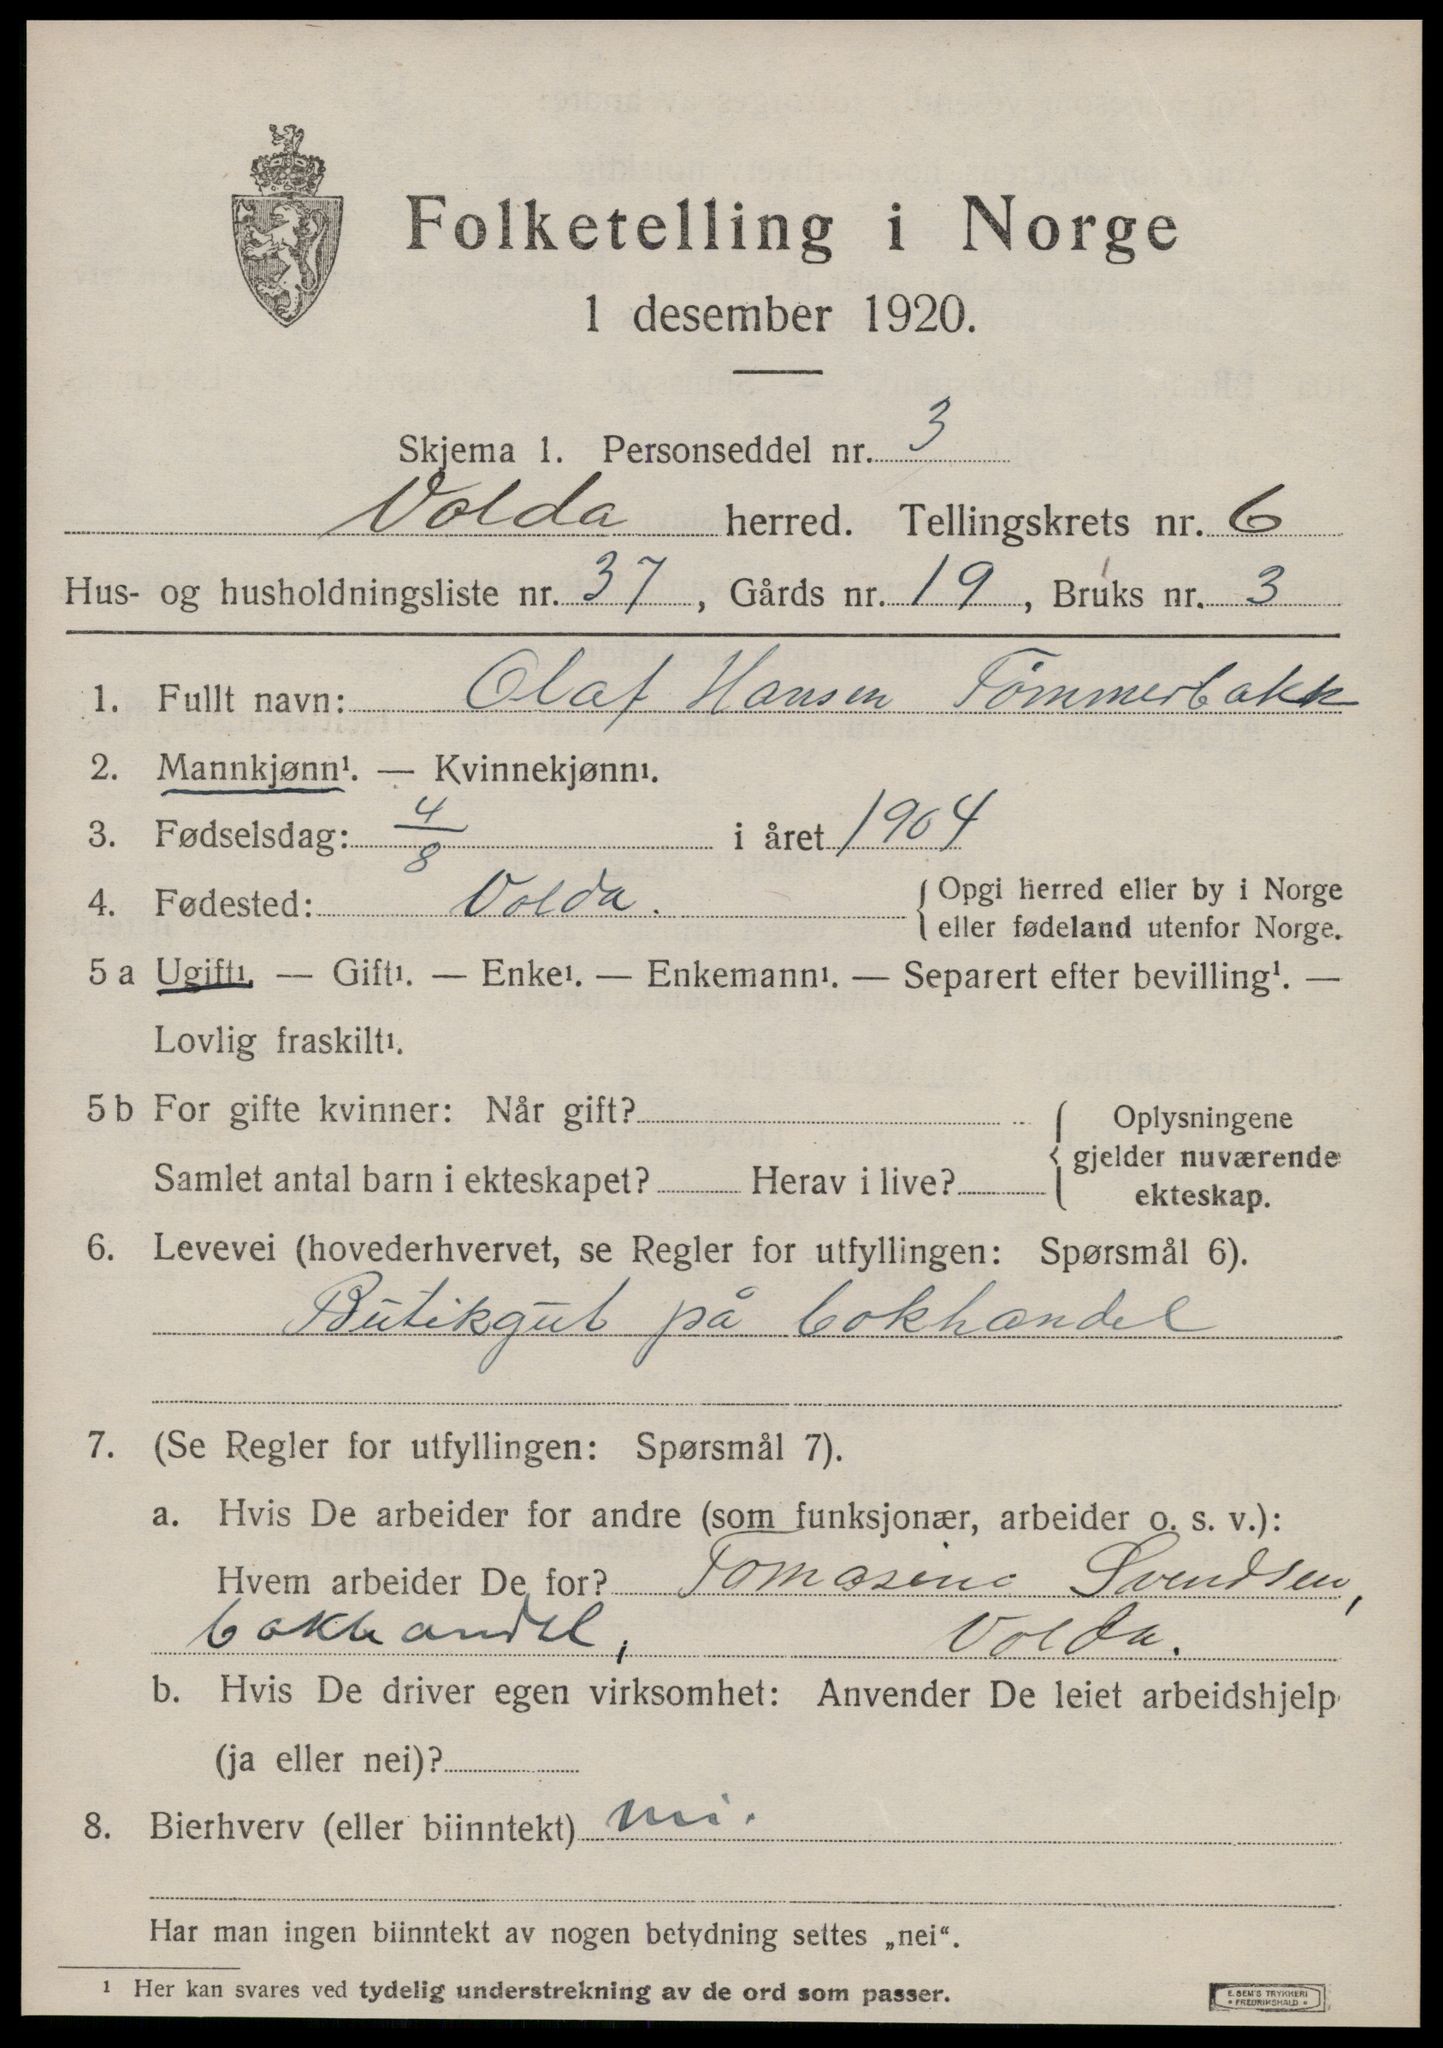 Folketelling i Norge
1 desember 1920.
Skjema 1. Personseddel nr. 3
Volda herred. Tellingskrets nr. 6
Hus- og husholdningsliste nr. 37, Gårds nr. 19, Bruks nr. 3
1. Fullt navn: Olaf Hansen Tømmerbakk
2. Mannkjønn¹. — Kvinnekjønn¹.
3. Fødselsdag: 4/8 i året 1904
4. Fødested: Volda. { Opgi herred eller by i Norge
eller fødeland utenfor Norge.
5 a Ugift¹. — Gift¹. — Enke¹. — Enkemann¹. — Separert efter bevilling¹. —
Lovlig fraskilt¹.
5 b For gifte kvinner: Når gift? { Oplysningene
gjelder nuværende
Samlet antal barn i ekteskapet? Herav i live?
ekteskap.
6. Levevei (hovederhvervet, se Regler for utfyllingen: Spørsmål 6).
Butikgut på bokhandel
7. (Se Regler for utfyllingen: Spørsmål 7).
a. Hvis De arbeider for andre (som funksjonær, arbeider o. s. v.):
Hvem arbeider De for? Tomasine Svendsen,
bokhandel, Volda.
b. Hvis De driver egen virksomhet: Anvender De leiet arbeidshjelp
(ja eller nei)?
8. Bierhverv (eller biinntekt) nei.
Har man ingen biinntekt av nogen betydning settes „nei“.
¹ Her kan svares ved tydelig understrekning av de ord som passer.
E. SEM'S TRYKKERI
• FREDRIKSHALD •